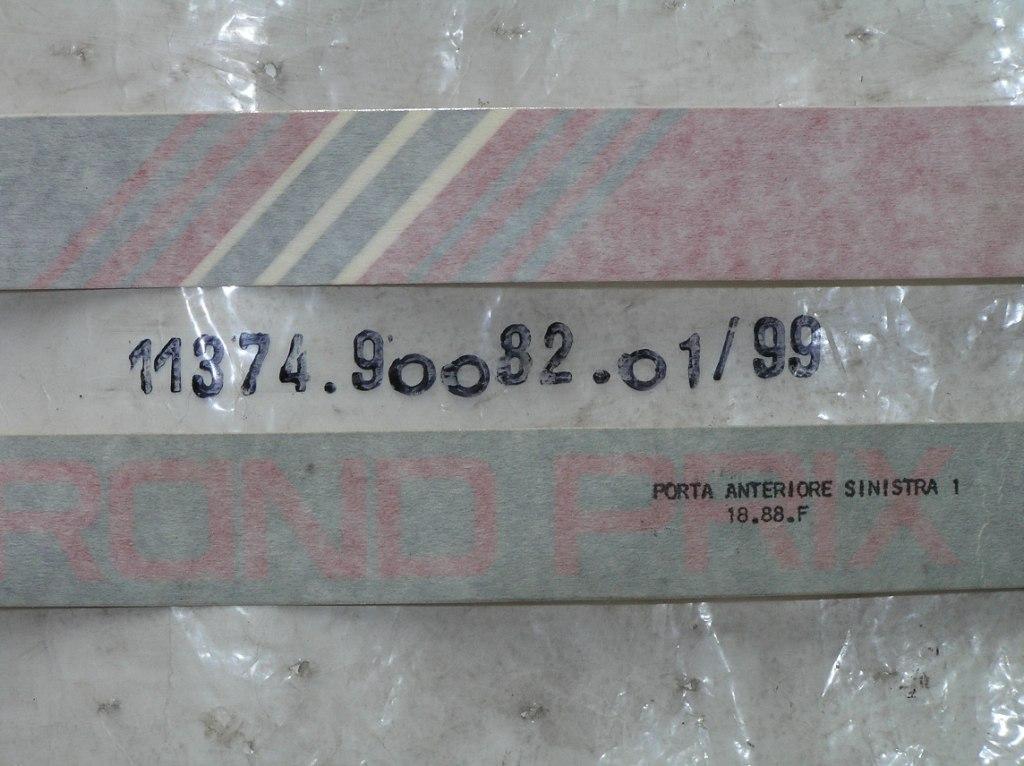 11374.90082.01/99
ROND PRIX
PORTA ANTERIORE SINISTRA 1
18.88.F